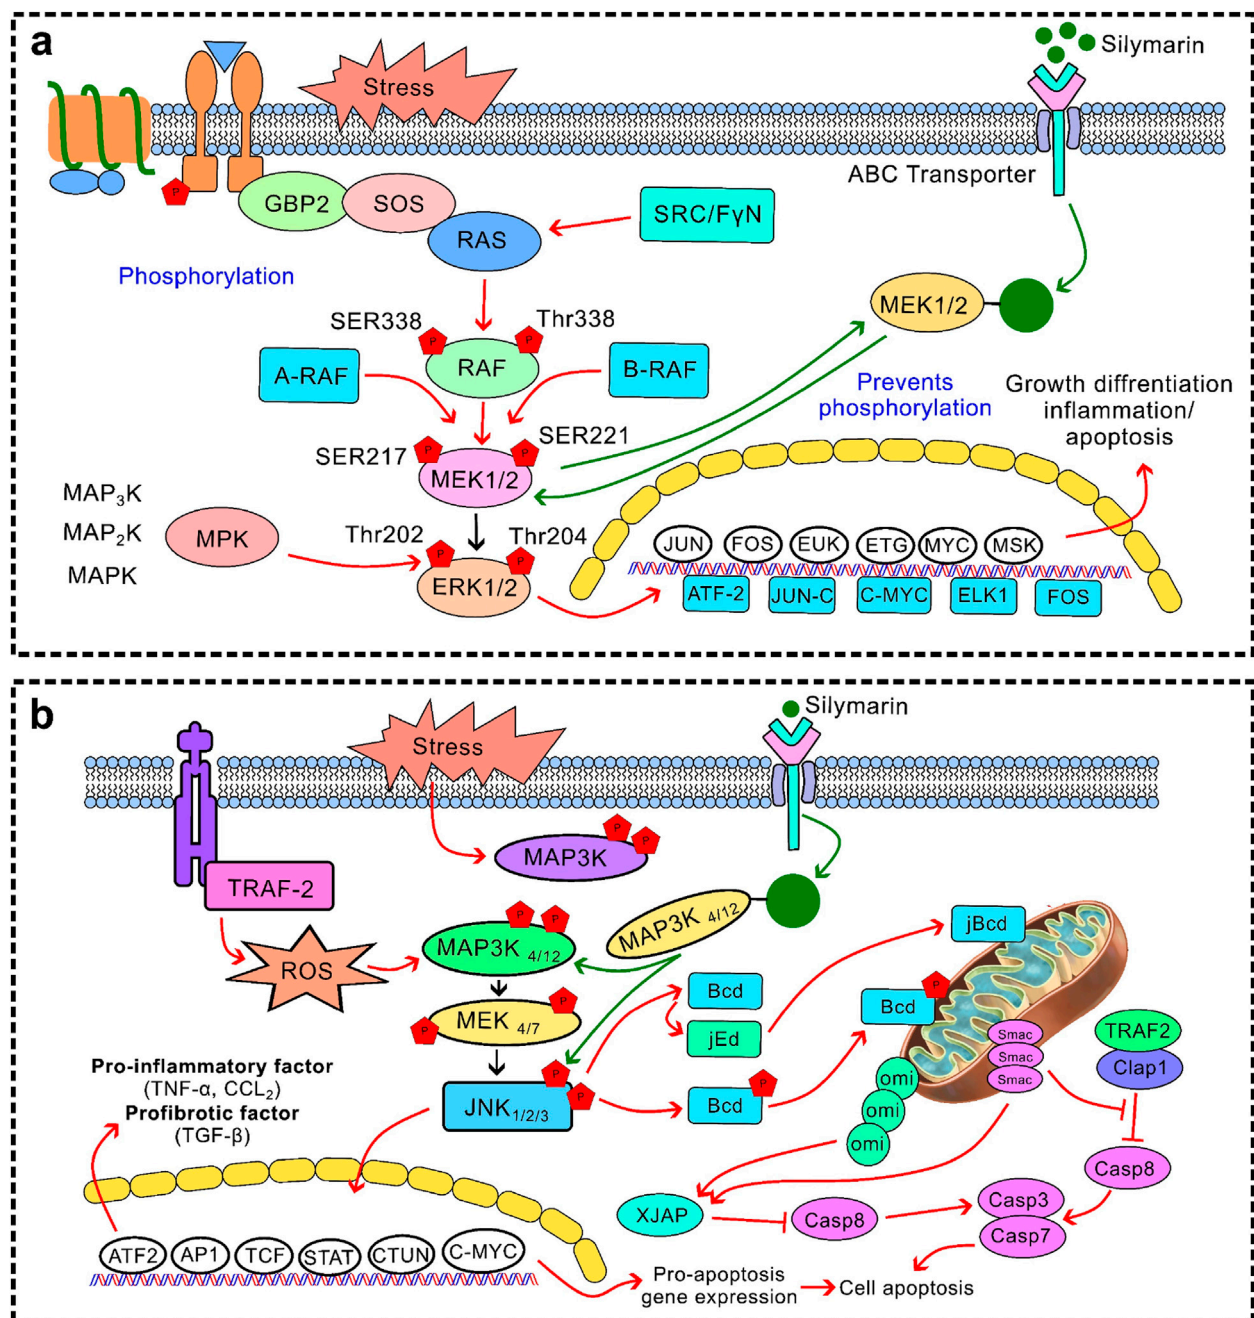 a
Silymarin
Stress
ABC Transporter
P
GBP2
SOS
RAS
SRC/FγN
Phosphorylation
MEK1/2
SER338
Thr338
P
P
RAF
A-RAF
B-RAF
Prevents
phosphorylation
Growth diffrentiation
inflammation/
apoptosis
SER217
SER221
P
P
MEK1/2
MAP3K
MAP2K
MAPK
MPK
Thr202
Thr204
P
P
ERK1/2
JUN
FOS
EUK
ETG
MYC
MSK
ATF-2
JUN-C
C-MYC
ELK1
FOS
b
Silymarin
Stress
P
P
MAP3K
TRAF-2
ROS
P
P
MAP3K 4/12
MAP3K 4/12
jBcd
Bcd
P
P
P
MEK 4/7
Bcd
jEd
Smac
Smac
Smac
TRAF2
Clap1
Pro-inflammatory factor
(TNF-α, CCL2)
Profibrotic factor
(TGF-β)
P
P
JNK1/2/3
P
Bcd
omi
omi
omi
Casp8
XJAP
Casp8
Casp3
Casp7
ATF2
AP1
TCF
STAT
CTUN
C-MYC
Pro-apoptosis
gene expression
Cell apoptosis